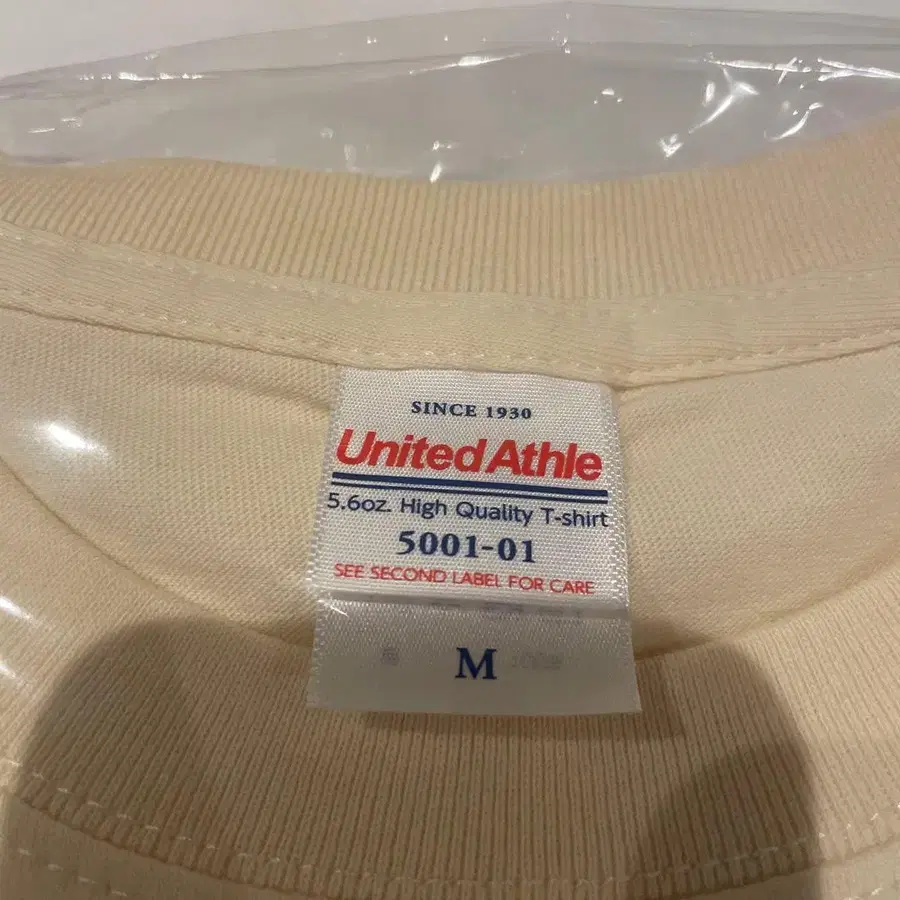 SINCE 1930
United Athle
5.6oz. High Quality T-shirt
5001-01
SEE SECOND LABEL FOR CARE
M